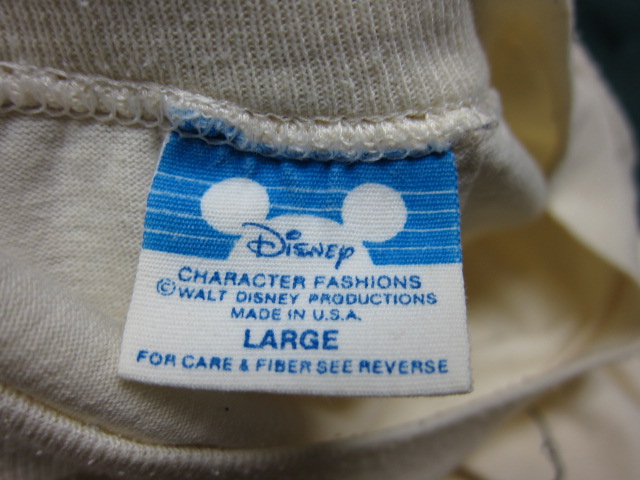 Disney
CHARACTER FASHIONS
©WALT DISNEY PRODUCTIONS
MADE IN U.S.A.
LARGE
FOR CARE & FIBER SEE REVERSE